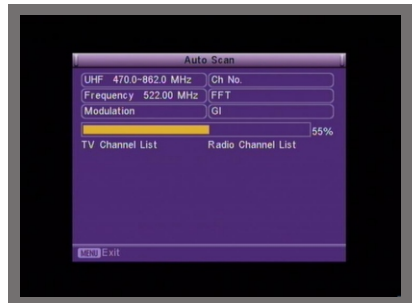 Auto Scan
UHF 470.0-862.0 MHz Ch No.
Frequency 522.00 MHz FFT
Modulation GI
55%
TV Channel List Radio Channel List
MENU Exit